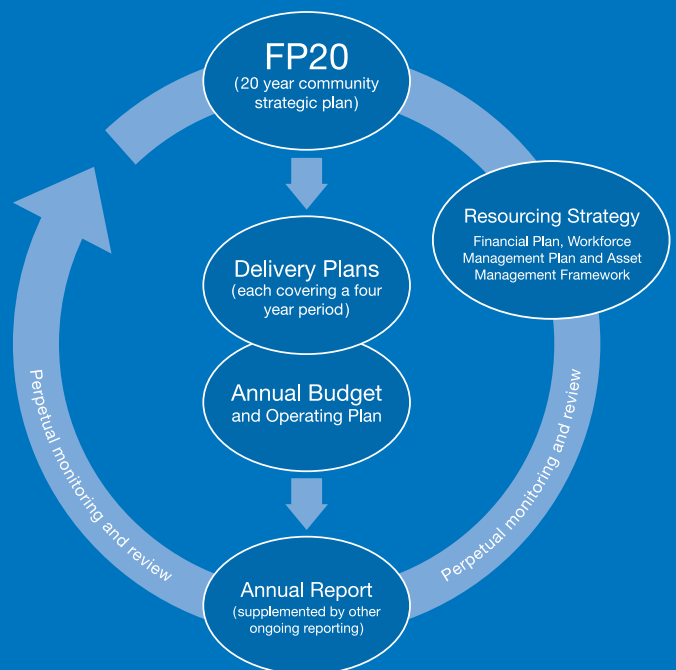 FP20
(20 year community
strategic plan)
Resourcing Strategy
Financial Plan, Workforce
Management Plan and Asset
Management Framework
Delivery Plans
(each covering a four
year period)
Annual Budget
and Operating Plan
Perpetual monitoring and review
Perpetual monitoring and review
Annual Report
(supplemented by other
ongoing reporting)